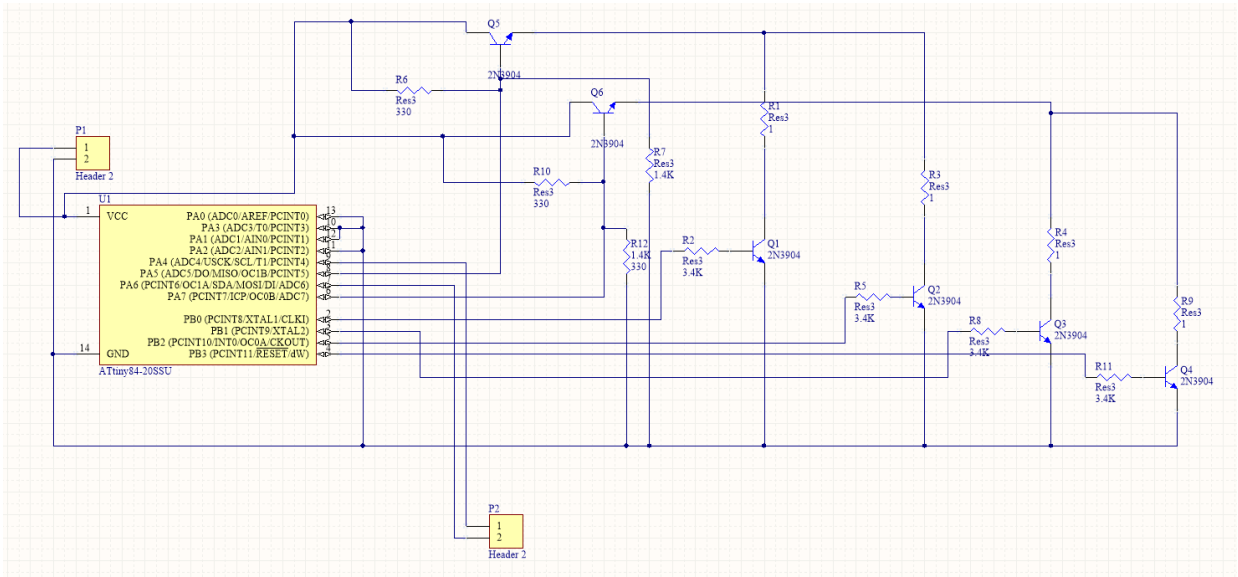 Q5
2N3904
R6
Res3
330
Q6
2N3904
R1
Res3
1
P1
1
2
Header 2
R7
Res3
1.4K
R10
Res3
330
R3
Res3
1
U1
1
VCC
14
GND
PA0 (ADC0/AREF/PCINT0)
PA3 (ADC3/T0/PCINT3)
PA1 (ADC1/AIN0/PCINT1)
PA2 (ADC2/AIN1/PCINT2)
PA4 (ADC4/USCK/SCL/T1/PCINT4)
PA5 (ADC5/DO/MISO/OC1B/PCINT5)
PA6 (PCINT6/OC1A/SDA/MOSI/DI/ADC6)
PA7 (PCINT7/ICP/OC0B/ADC7)
PB0 (PCINT8/XTAL1/CLKI)
PB1 (PCINT9/XTAL2)
PB2 (PCINT10/INT0/OC0A/CKOUT)
PB3 (PCINT11/RESET/dW)
13
ATtiny84-20SSU
R12
1.4K
330
R2
Res3
3.4K
Q1
2N3904
R4
Res3
1
R5
Res3
3.4K
Q2
2N3904
R9
Res3
1
R8
Res3
3.4K
Q3
2N3904
R11
Res3
3.4K
Q4
2N3904
P2
1
2
Header 2